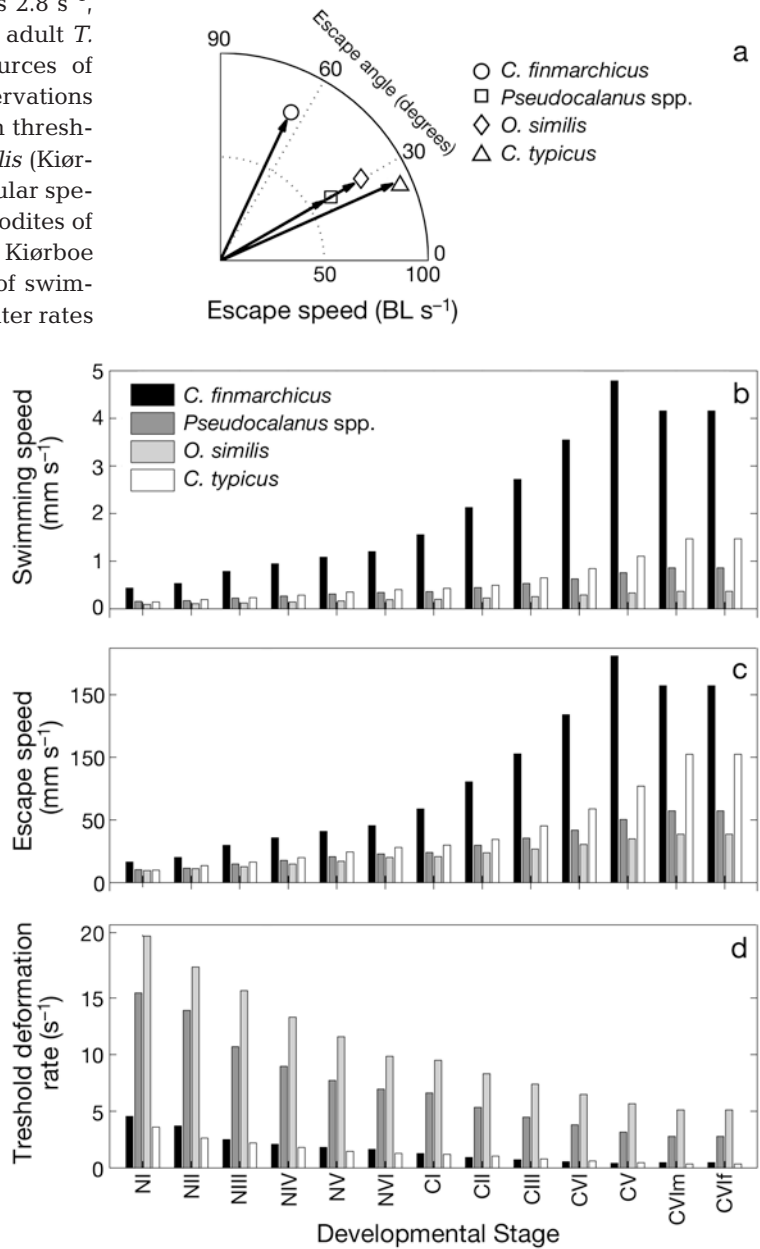 s 2.8 s⁻¹,
adult T.
urces of
ervations
n thresh-
lis (Kiør-
ular spe-
odites of
Kiørboe
of swim-
ter rates
a
90
60
30
0
50
100
Escape angle (degrees)
Escape speed (BL s⁻¹)
C. finmarchicus
Pseudocalanus spp.
O. similis
C. typicus
b
Swimming speed
(mm s⁻¹)
5
4
3
2
1
0
C. finmarchicus
Pseudocalanus spp.
O. similis
C. typicus
c
Escape speed
(mm s⁻¹)
150
150
50
0
d
Treshold deformation
rate (s⁻¹)
20
15
10
5
0
NI NII NIII NIV NV NVI CI CII CIII CVI CV CVIm CVIf
Developmental Stage